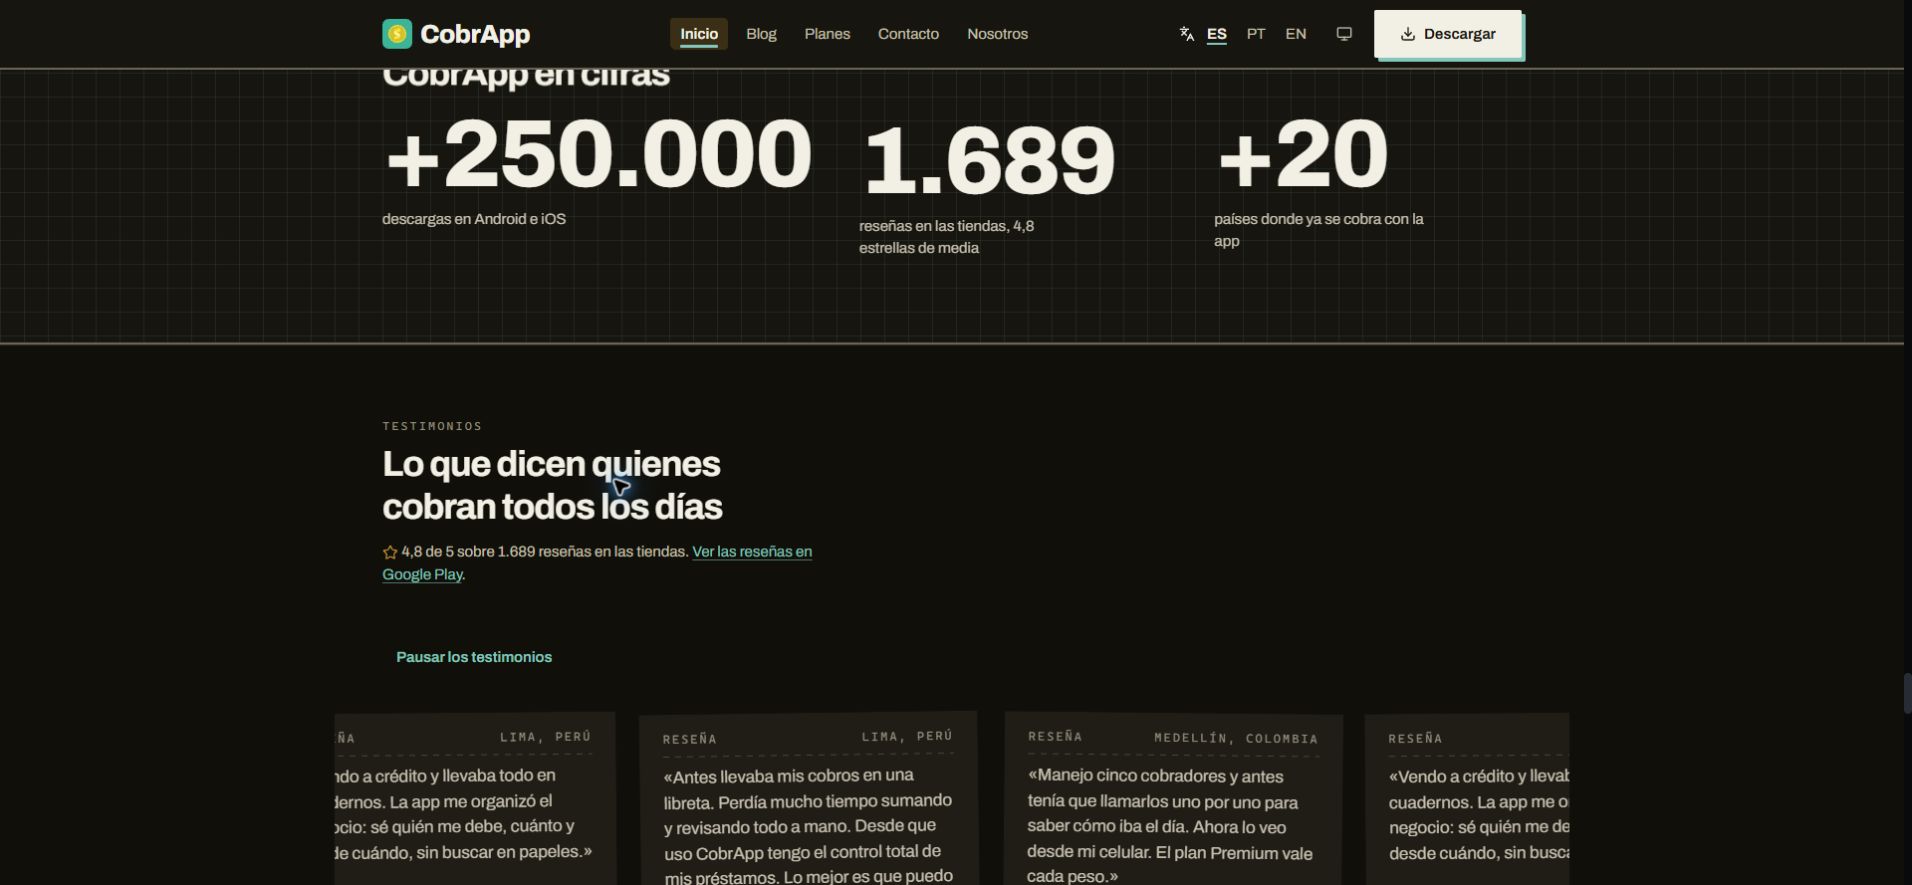 CobrApp
Inicio
Blog
Planes
Contacto
Nosotros
ES
PT
EN
Descargar
CobrApp en cifras
+250.000
descargas en Android e iOS
1.689
reseñas en las tiendas, 4,8
estrellas de media
+20
países donde ya se cobra con la
app
TESTIMONIOS
Lo que dicen quienes
cobran todos los días
4,8 de 5 sobre 1.689 reseñas en las tiendas. Ver las reseñas en
Google Play.
Pausar los testimonios
LIMA, PERÚ
a crédito y llevaba todo en
La app me organizó el
sé quién me debe, cuánto y
de cuándo, sin buscar en papeles.»
RESEÑA
LIMA, PERÚ
«Antes llevaba mis cobros en una
libreta. Perdía mucho tiempo sumando
y revisando todo a mano. Desde que
uso CobrApp tengo el control total de
mis préstamos. Lo mejor es que puedo
RESEÑA
MEDELLÍN, COLOMBIA
«Manejo cinco cobradores y antes
tenía que llamarlos uno por uno para
saber cómo iba el día. Ahora lo veo
desde mi celular. El plan Premium vale
cada peso.»
RESEÑA
«Vendo a crédito y
cuadernos. La app me
negocio: sé quién me
desde cuándo, sin